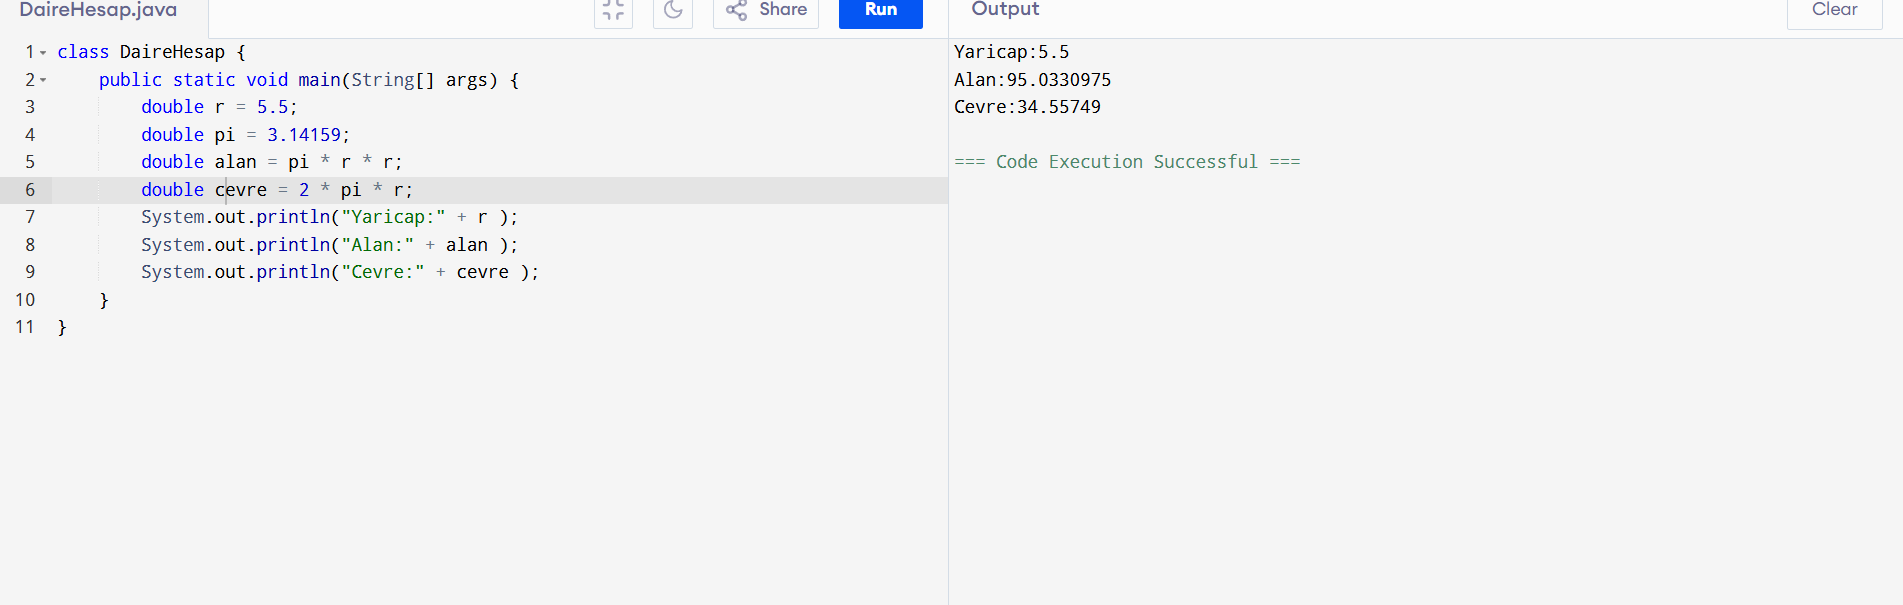 DaireHesap.java
Share
Run
Output
Clear
1 class DaireHesap {
2     public static void main(String[] args) {
3         double r = 5.5;
4         double pi = 3.14159;
5         double alan = pi * r * r;
6         double cevre = 2 * pi * r;
7         System.out.println("Yaricap:" + r );
8         System.out.println("Alan:" + alan );
9         System.out.println("Cevre:" + cevre );
10     }
11 }
Yaricap:5.5
Alan:95.0330975
Cevre:34.55749
=== Code Execution Successful ===